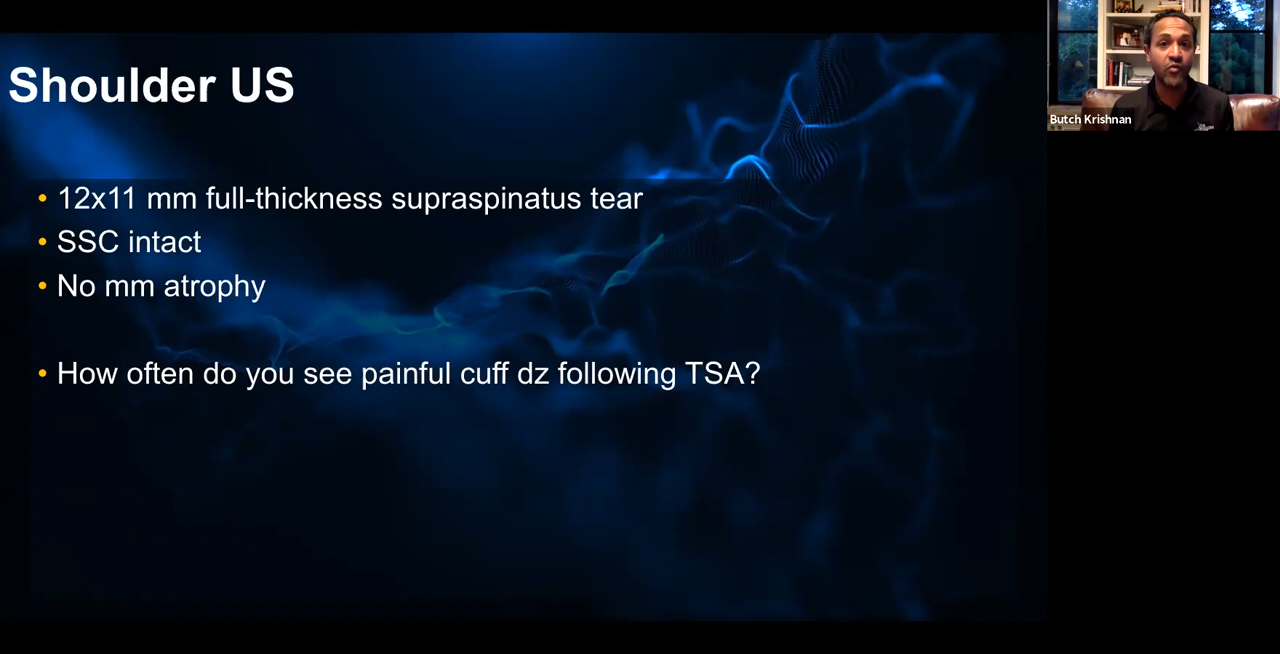 Shoulder US
• 12x11 mm full-thickness supraspinatus tear
• SSC intact
• No mm atrophy
• How often do you see painful cuff dz following TSA?
Butch Krishnan